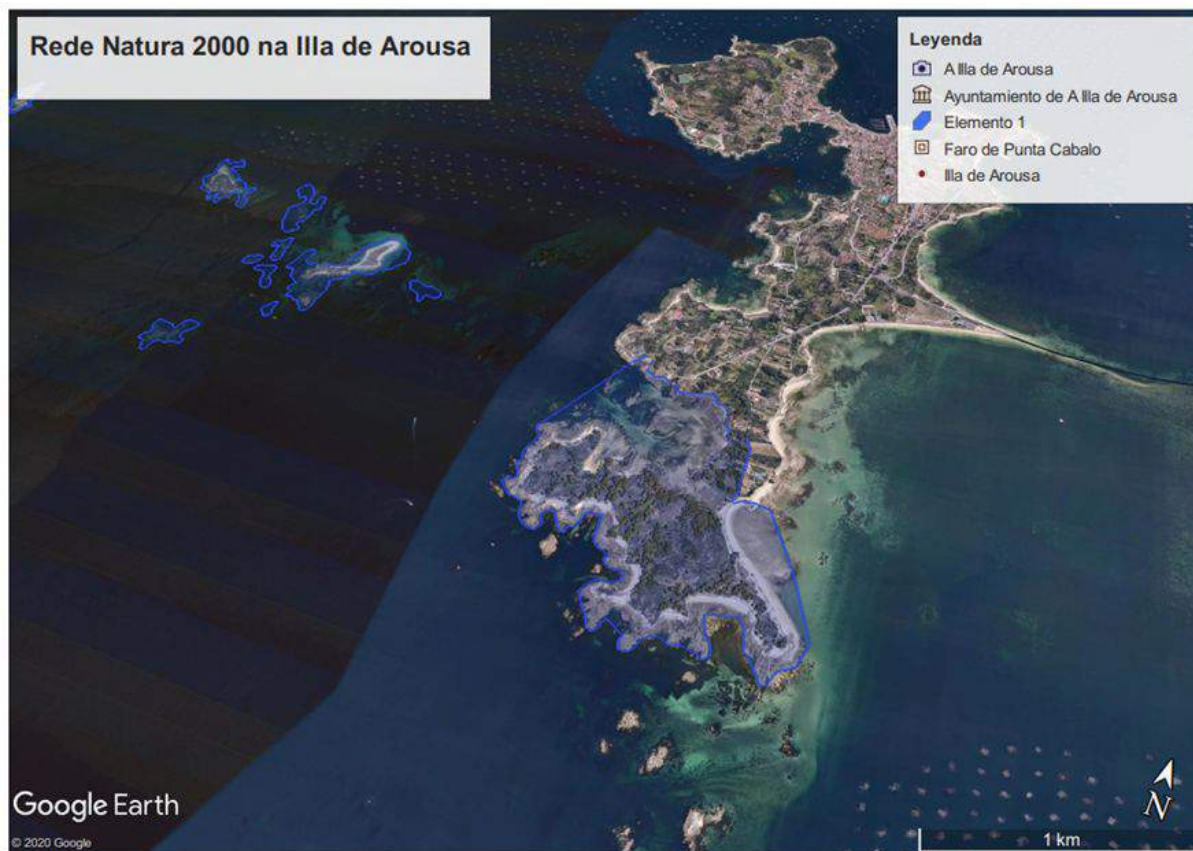 Rede Natura 2000 na Illa de Arousa
Leyenda
A Illa de Arousa
Ayuntamiento de A Illa de Arousa
Elemento 1
Faro de Punta Cabalo
Illa de Arousa
Google Earth
© 2020 Google
N
1 km